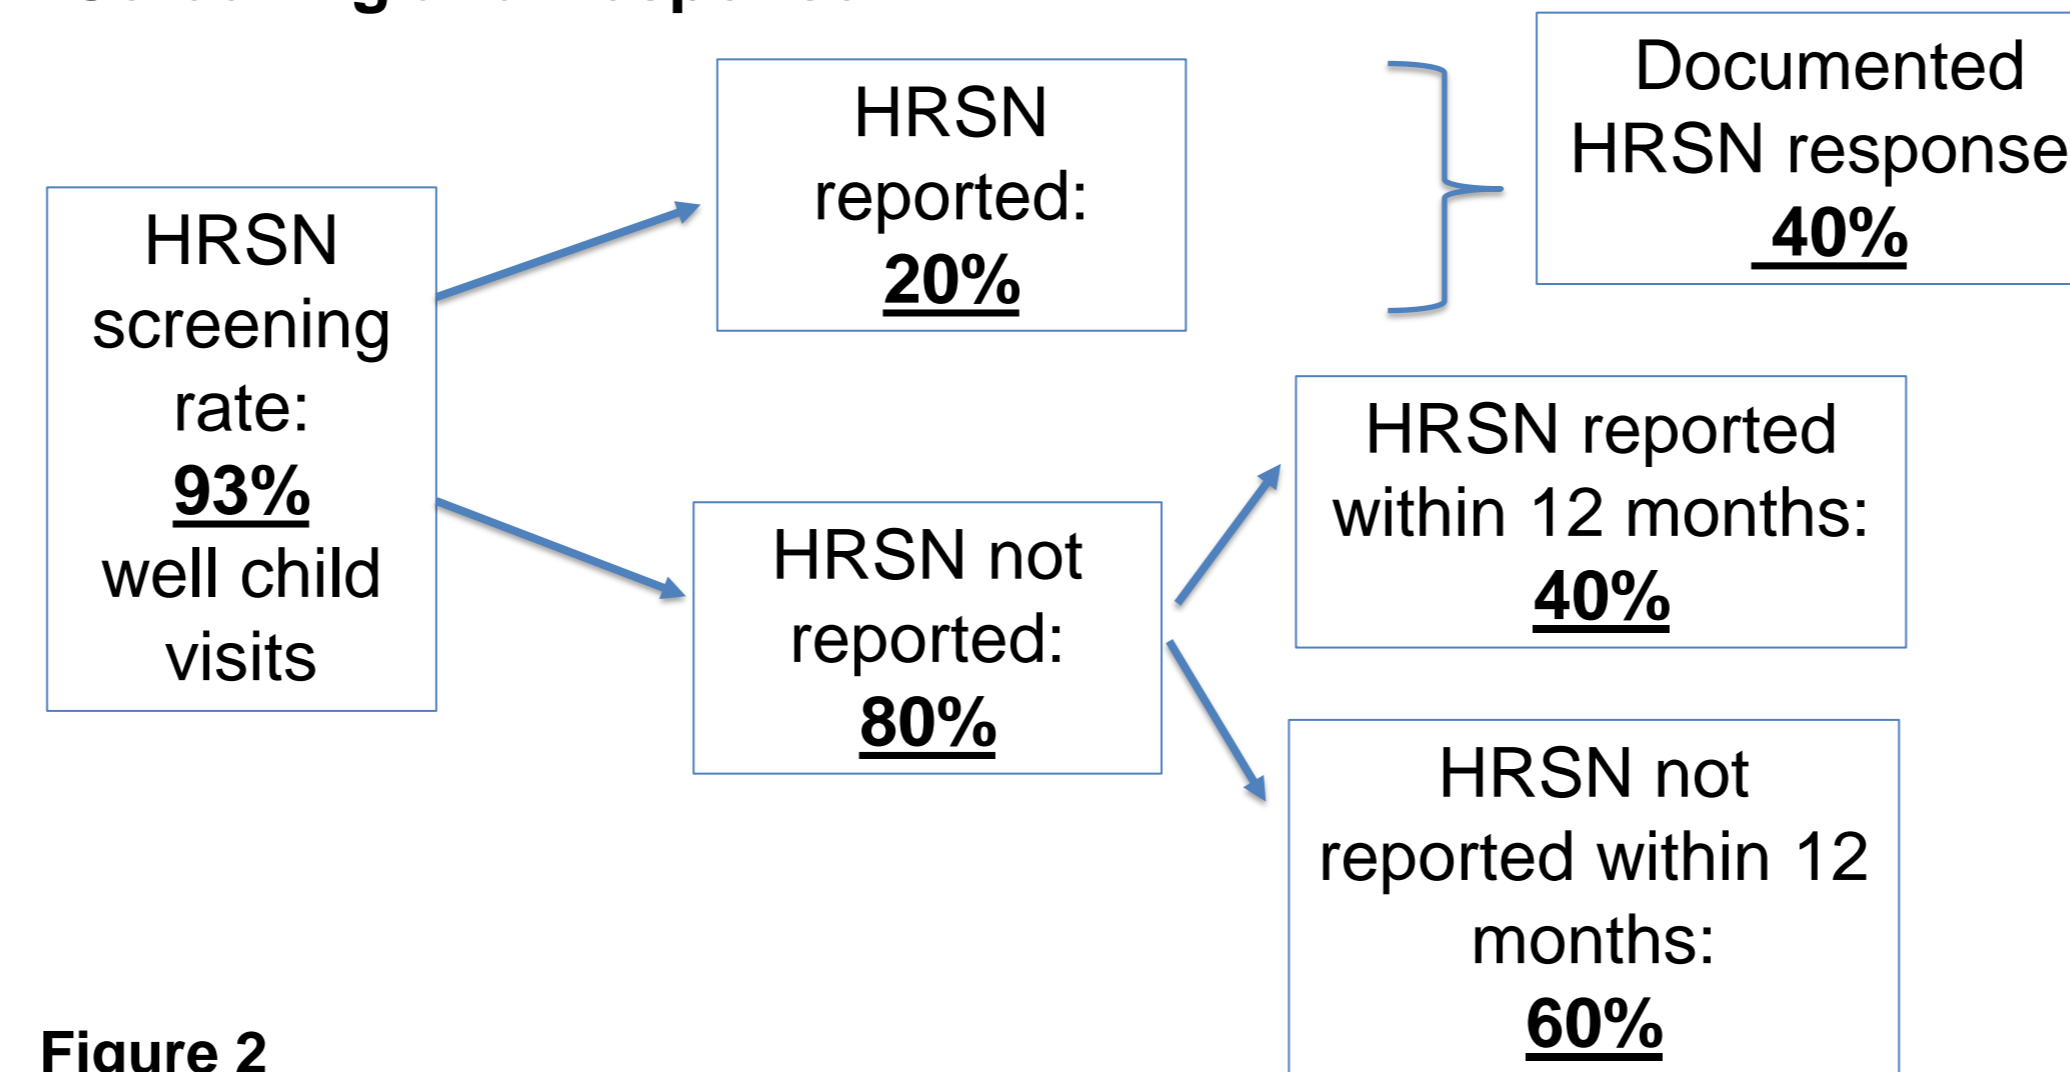 HRSN
screening
rate:
93%
well child
visits
HRSN
reported:
20%
Documented
HRSN response
40%
HRSN not
reported:
80%
HRSN reported
within 12 months:
40%
HRSN not
reported within 12
months:
60%
Figure 2